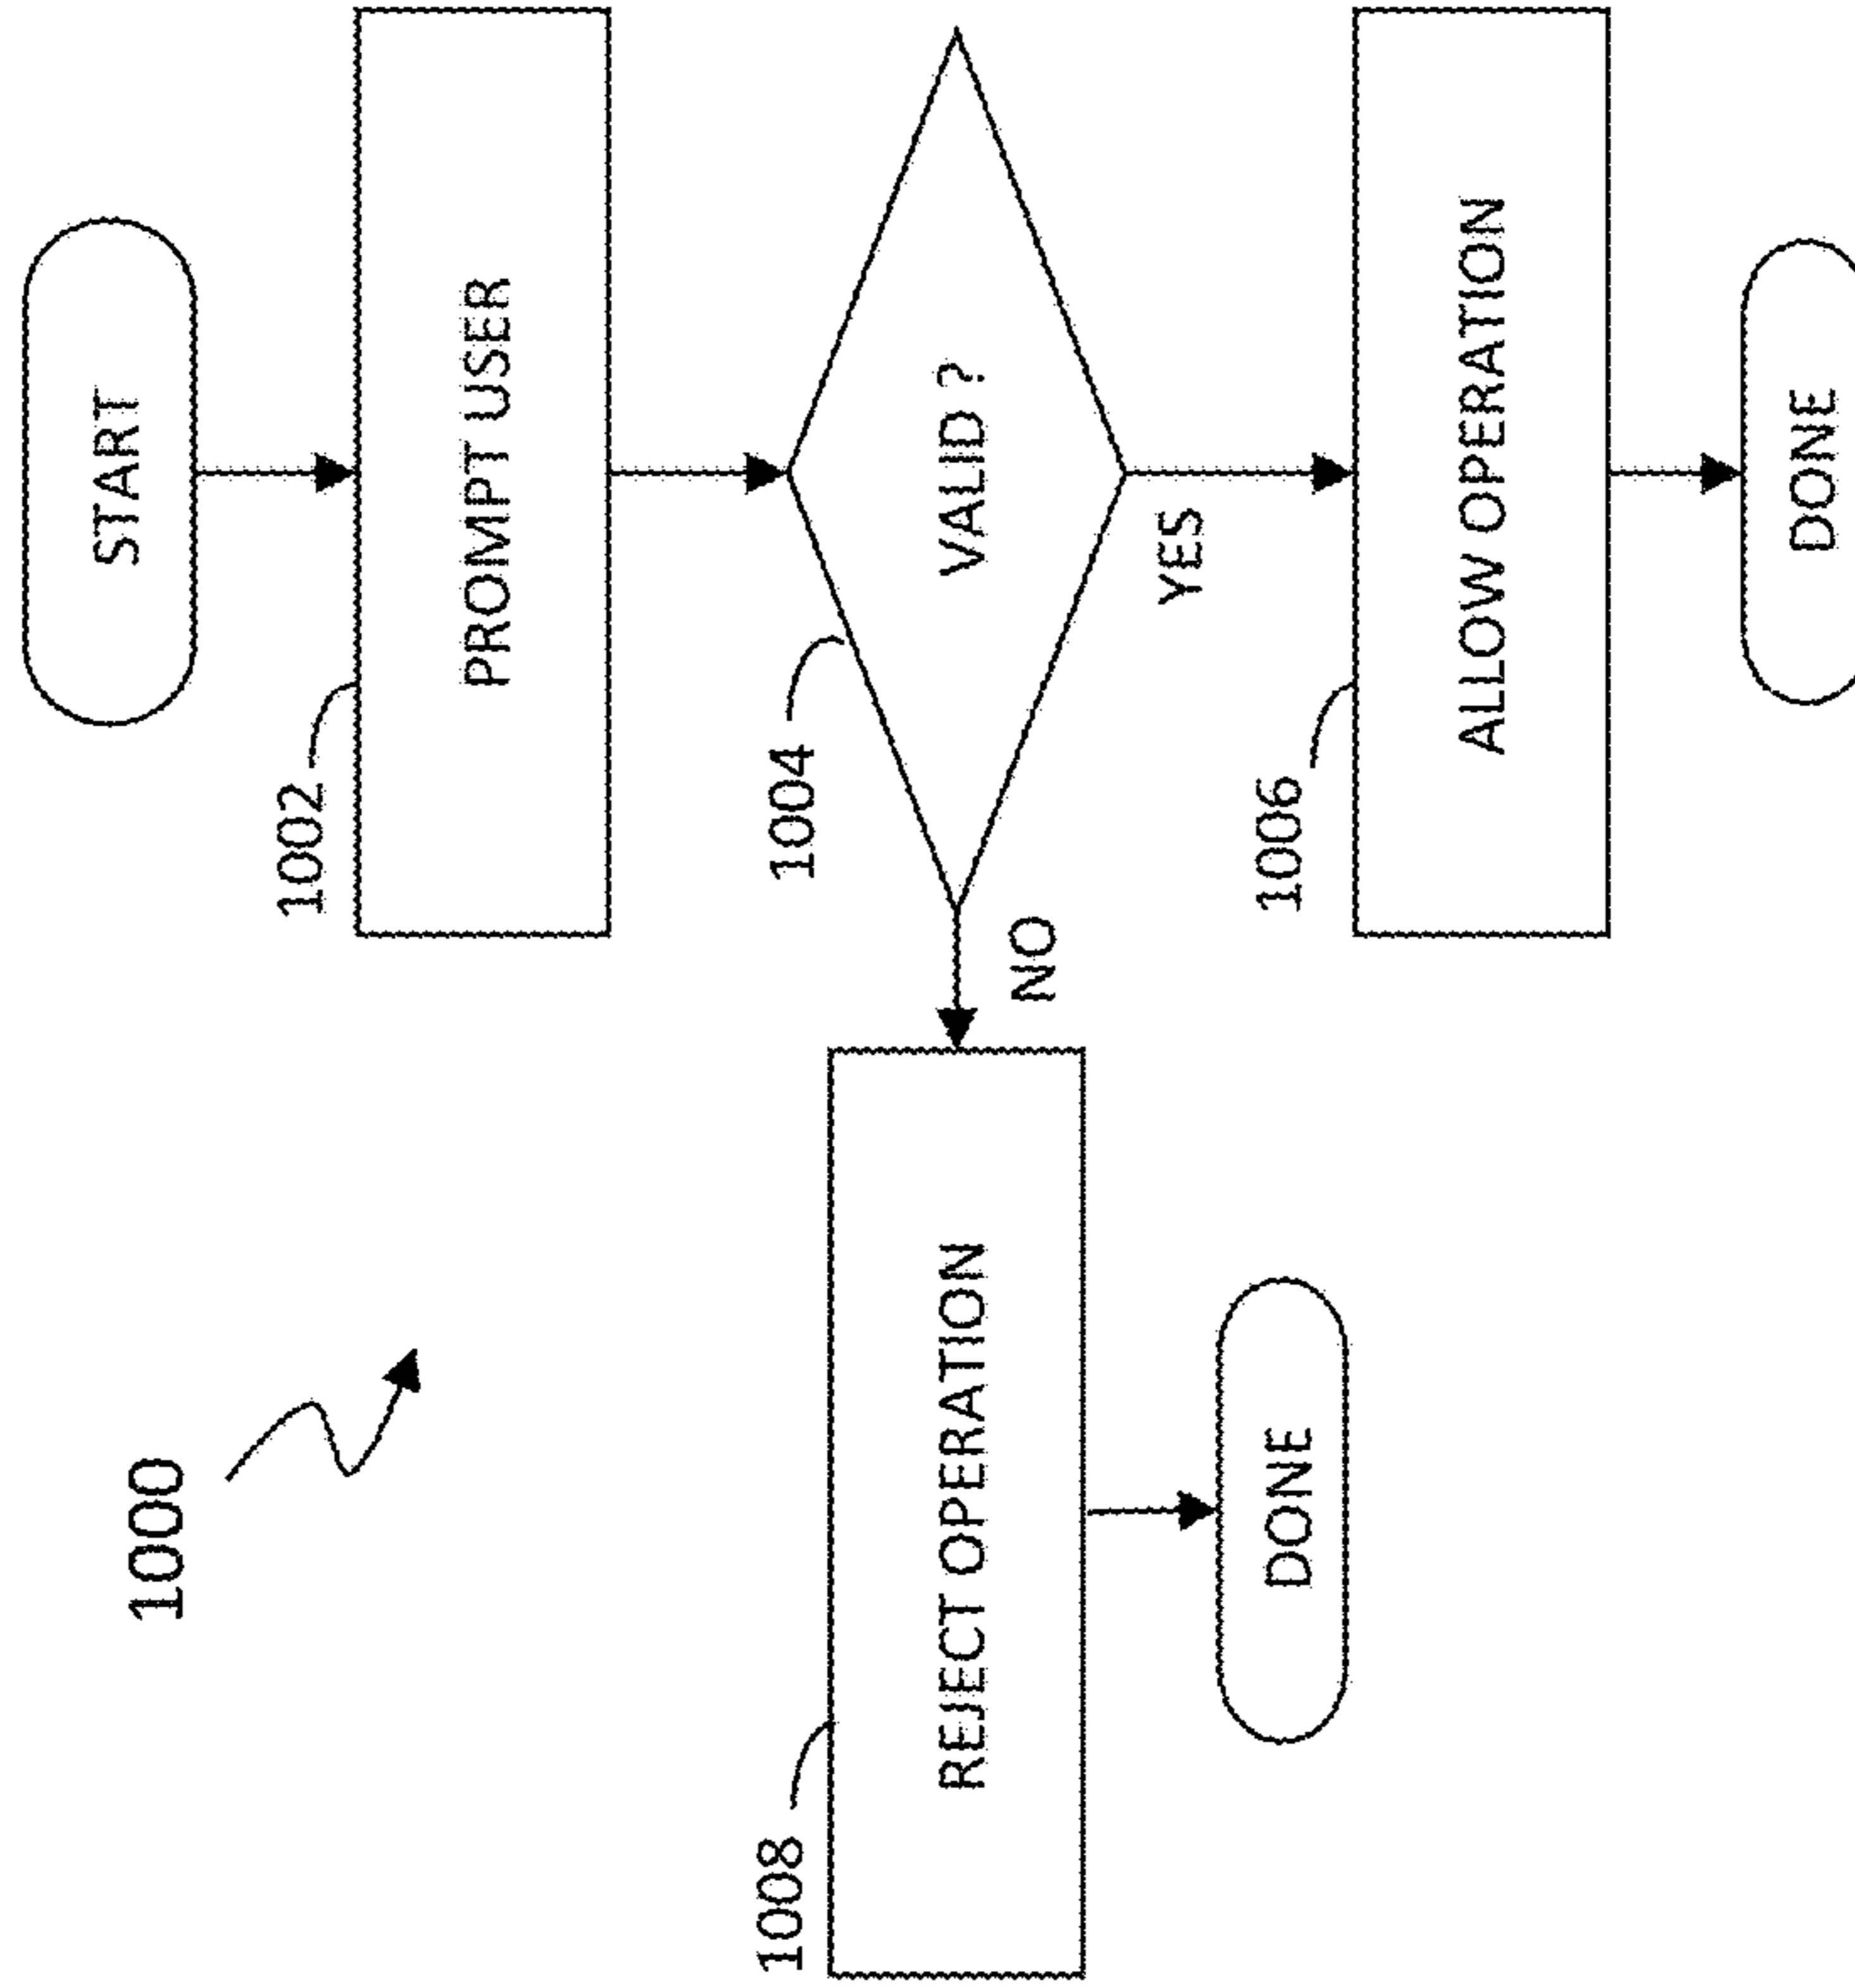 1000
START
1002
PROMPT USER
1004
VALID ?
NO
YES
1008
REJECT OPERATION
DONE
1006
ALLOW OPERATION
DONE